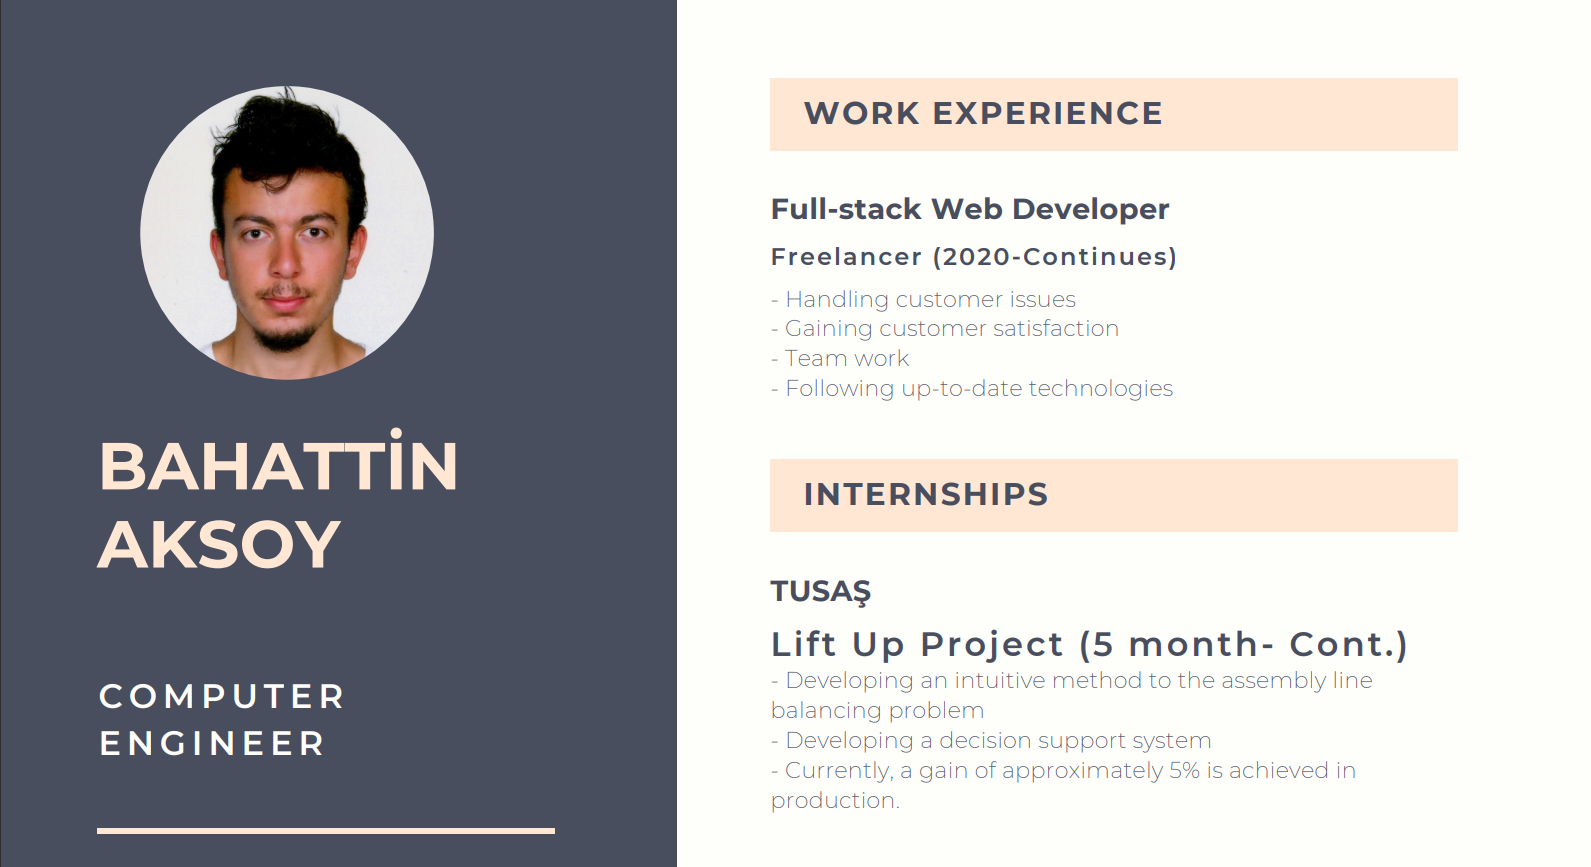 BAHATTİN
AKSOY
COMPUTER
ENGINEER
WORK EXPERIENCE
Full-stack Web Developer
Freelancer (2020-Continues)
- Handling customer issues
- Gaining customer satisfaction
- Team work
- Following up-to-date technologies
INTERNSHIPS
TUSAŞ
Lift Up Project (5 month- Cont.)
- Developing an intuitive method to the assembly line
balancing problem
- Developing a decision support system
- Currently, a gain of approximately 5% is achieved in
production.